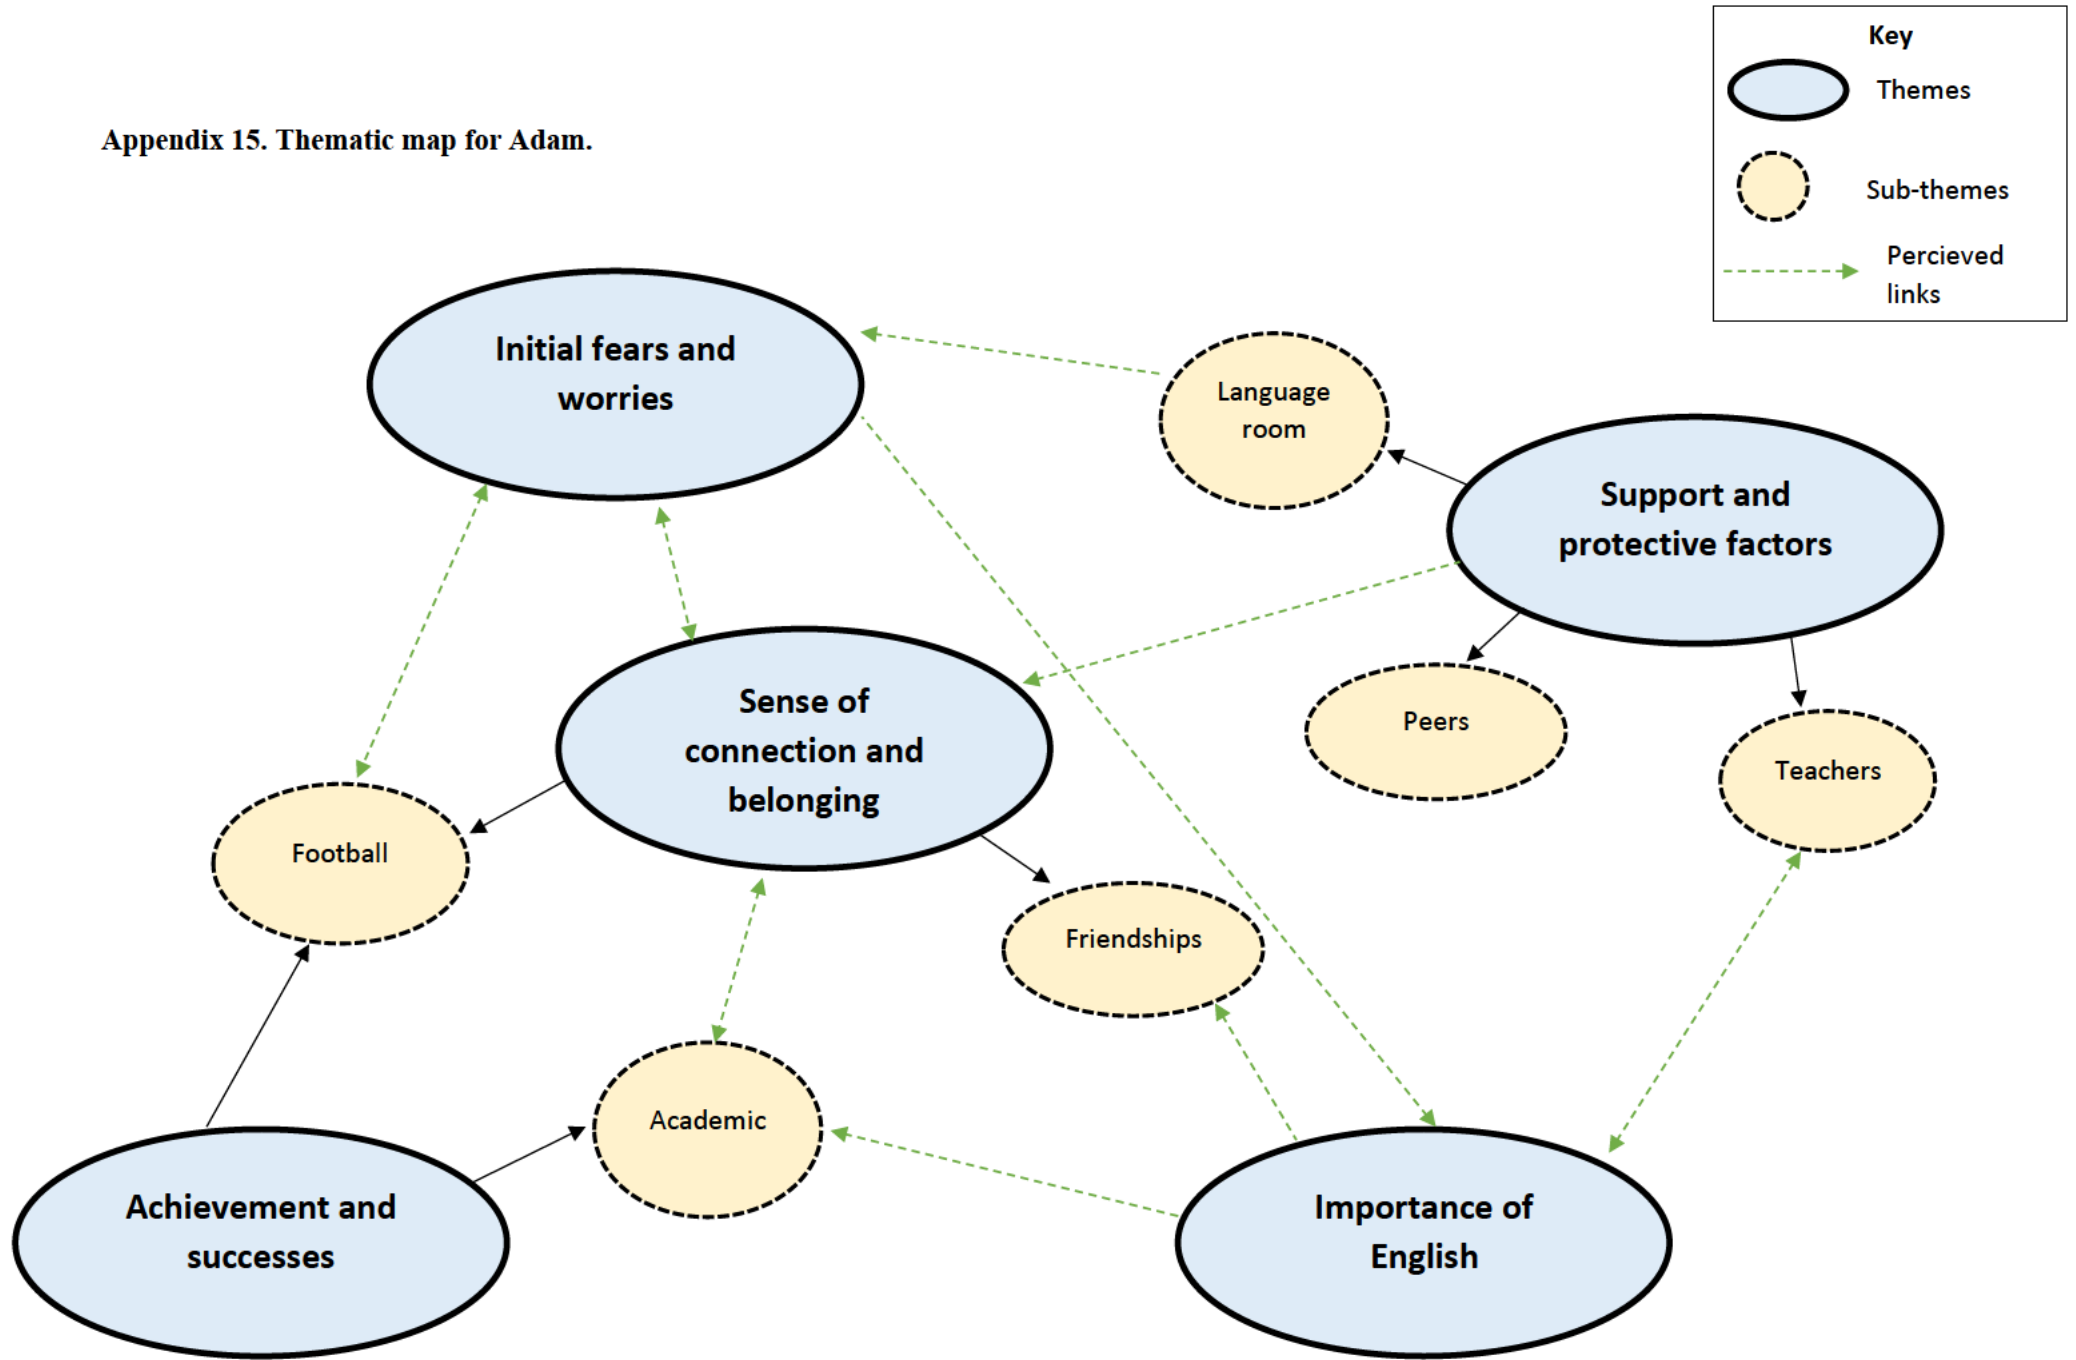 Key
Themes
Sub-themes
Percieved
links
Appendix 15. Thematic map for Adam.
Initial fears and
worries
Language
room
Support and
protective factors
Sense of
connection and
belonging
Peers
Teachers
Football
Friendships
Academic
Achievement and
successes
Importance of
English